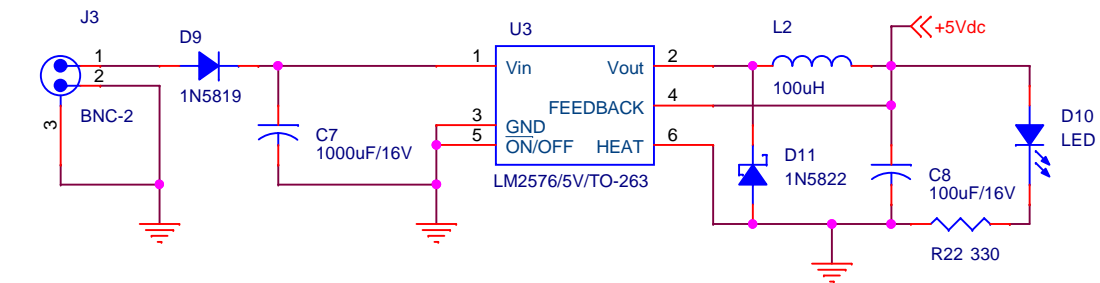 J3
1
2
3
BNC-2
D9
1N5819
C7
1000uF/16V
U3
1
Vin
3
GND
5
ON/OFF
Vout
2
FEEDBACK
4
HEAT
6
LM2576/5V/TO-263
L2
100uH
+5Vdc
D11
1N5822
C8
100uF/16V
D10
LED
R22 330